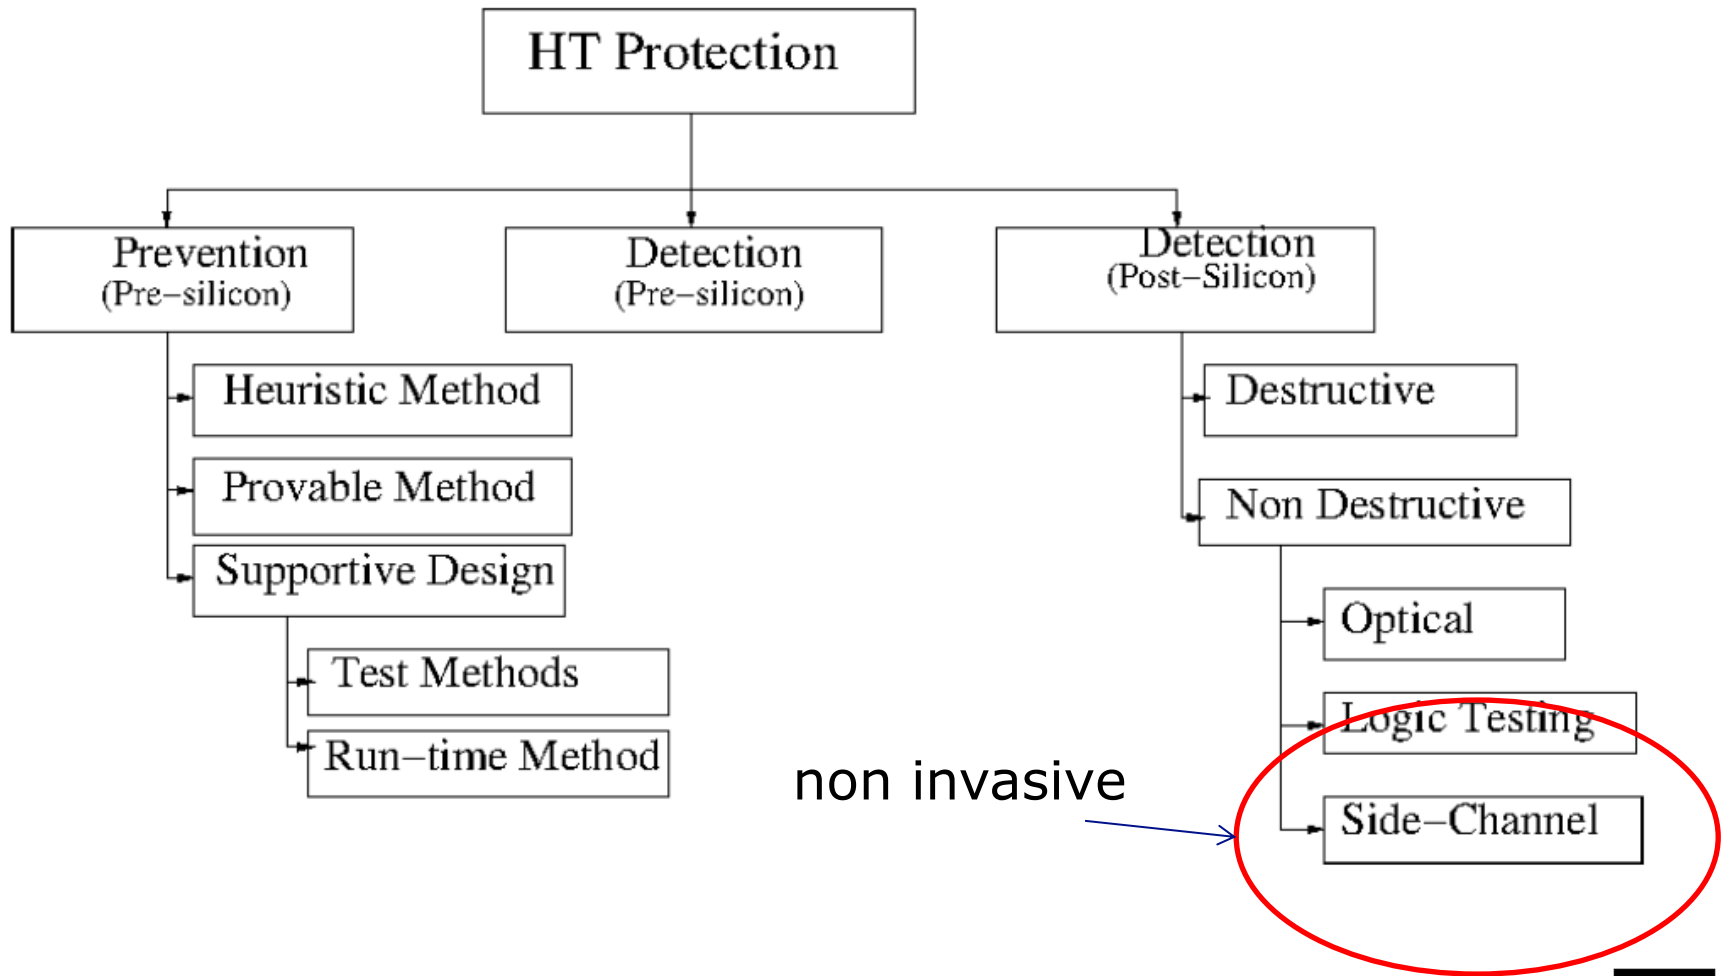 HT Protection
Prevention
(Pre−silicon)
Detection
(Pre−silicon)
Detection
(Post−Silicon)
Heuristic Method
Provable Method
Supportive Design
Test Methods
Run−time Method
Destructive
Non Destructive
Optical
Logic Testing
Side−Channel
non invasive